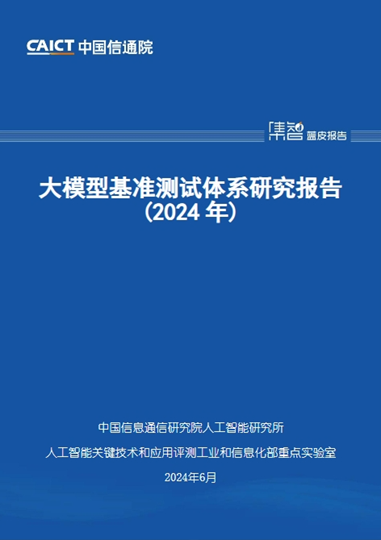 CAICT 中国信通院
集智 蓝皮报告
大模型基准测试体系研究报告
(2024 年)
中国信息通信研究院人工智能研究所
人工智能关键技术和应用评测工业和信息化部重点实验室
2024年6月